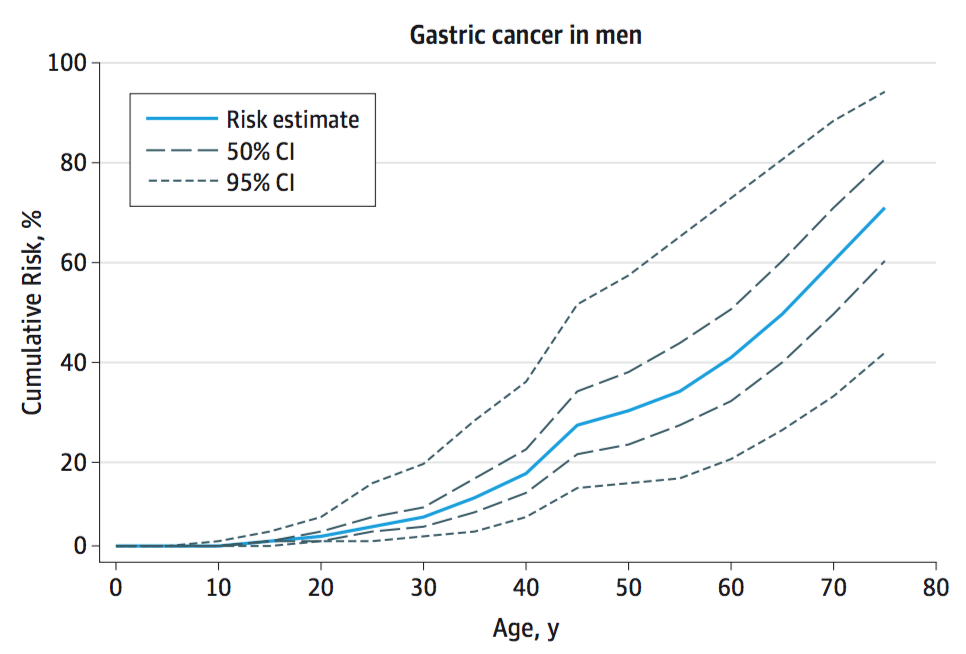 Gastric cancer in men
100
80
60
40
20
0
Cumulative Risk, %
Risk estimate
50% CI
95% CI
0 10 20 30 40 50 60 70 80
Age, y